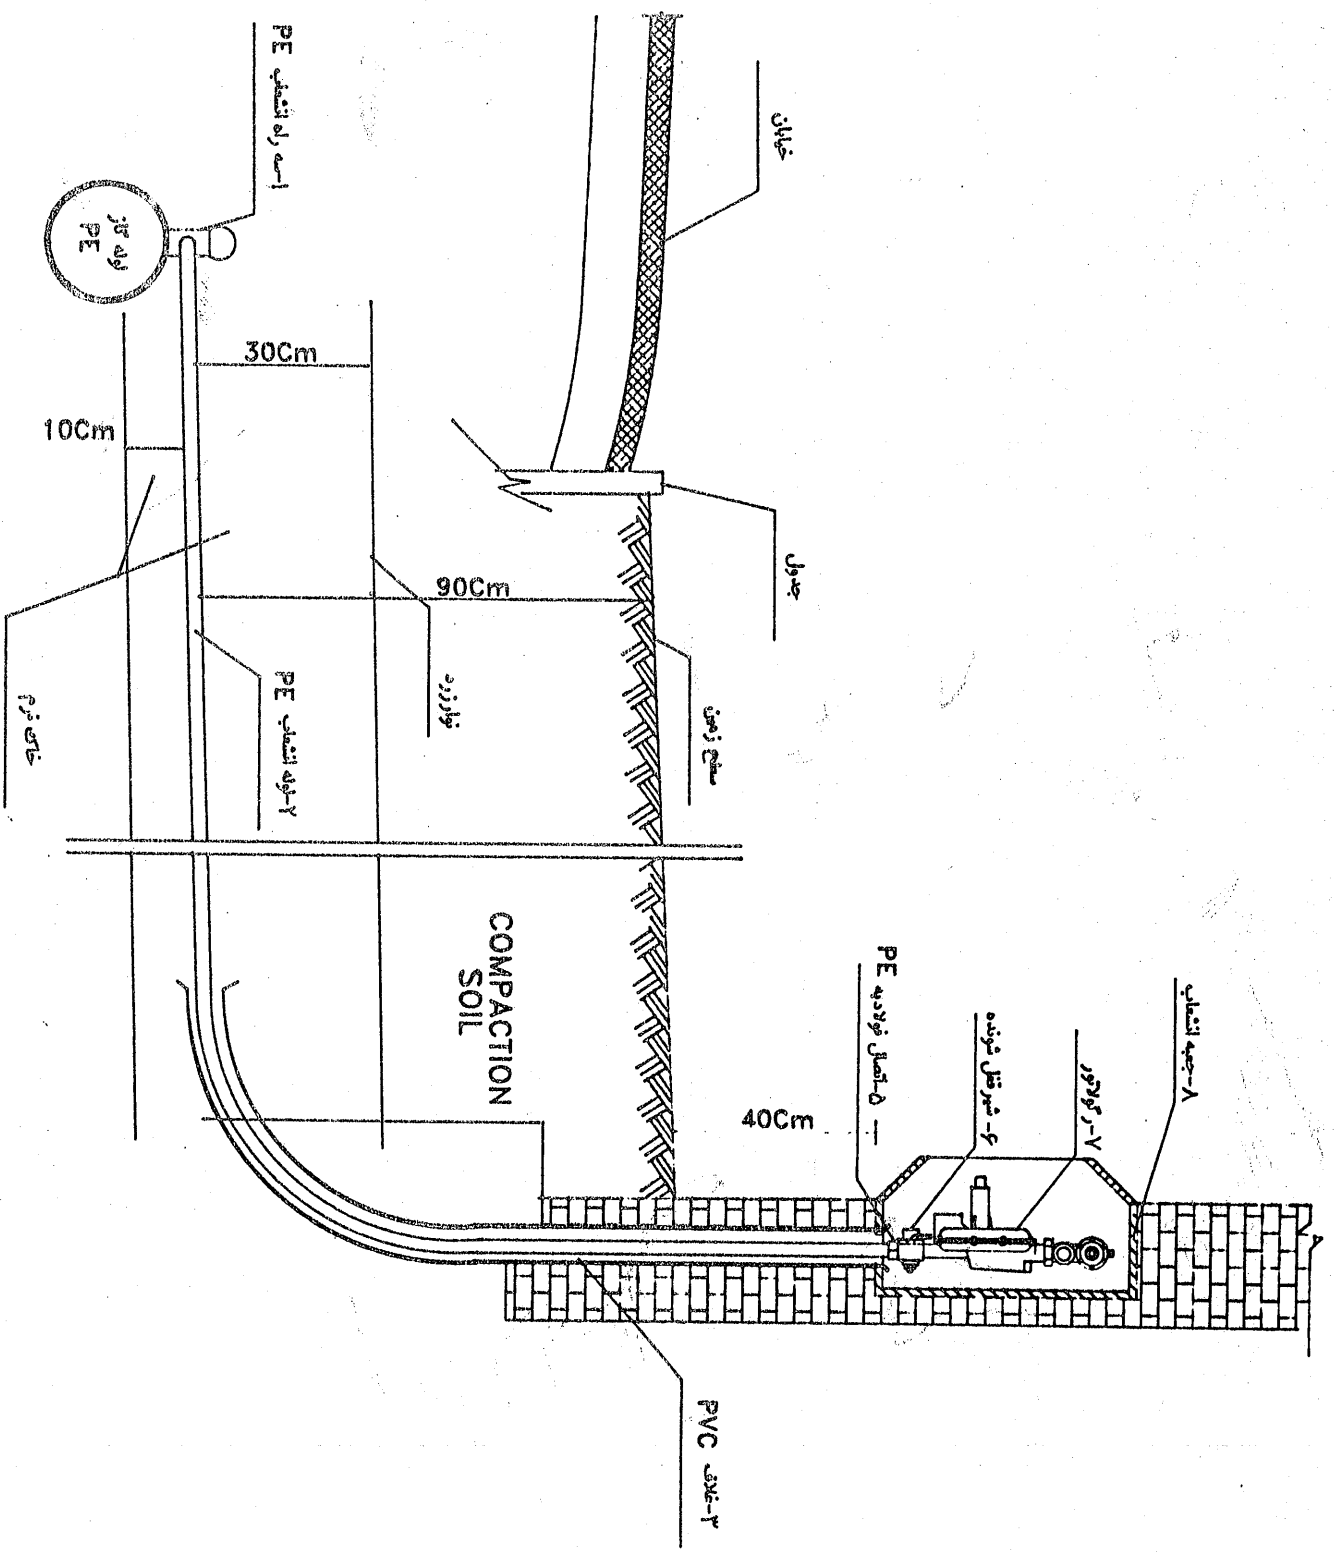 خیابان
جدول
سطح زمین
نوار زرد
30Cm
90Cm
10Cm
40Cm
۱-سه راه انشعاب PE
لوله گاز
PE
۲-لوله انشعاب PE
خاک نرم
COMPACTION
SOIL
۳-غلاف PVC
۵-اتصال فولاد به PE
۶-شیر قفل شونده
۷-رگولاتور
۸-جعبه انشعاب